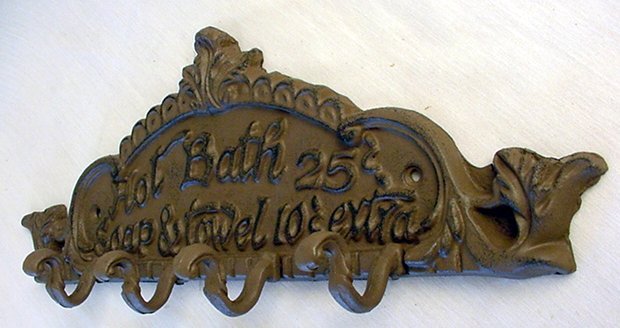 Hot Bath 25¢
soap & towel 10¢ extra